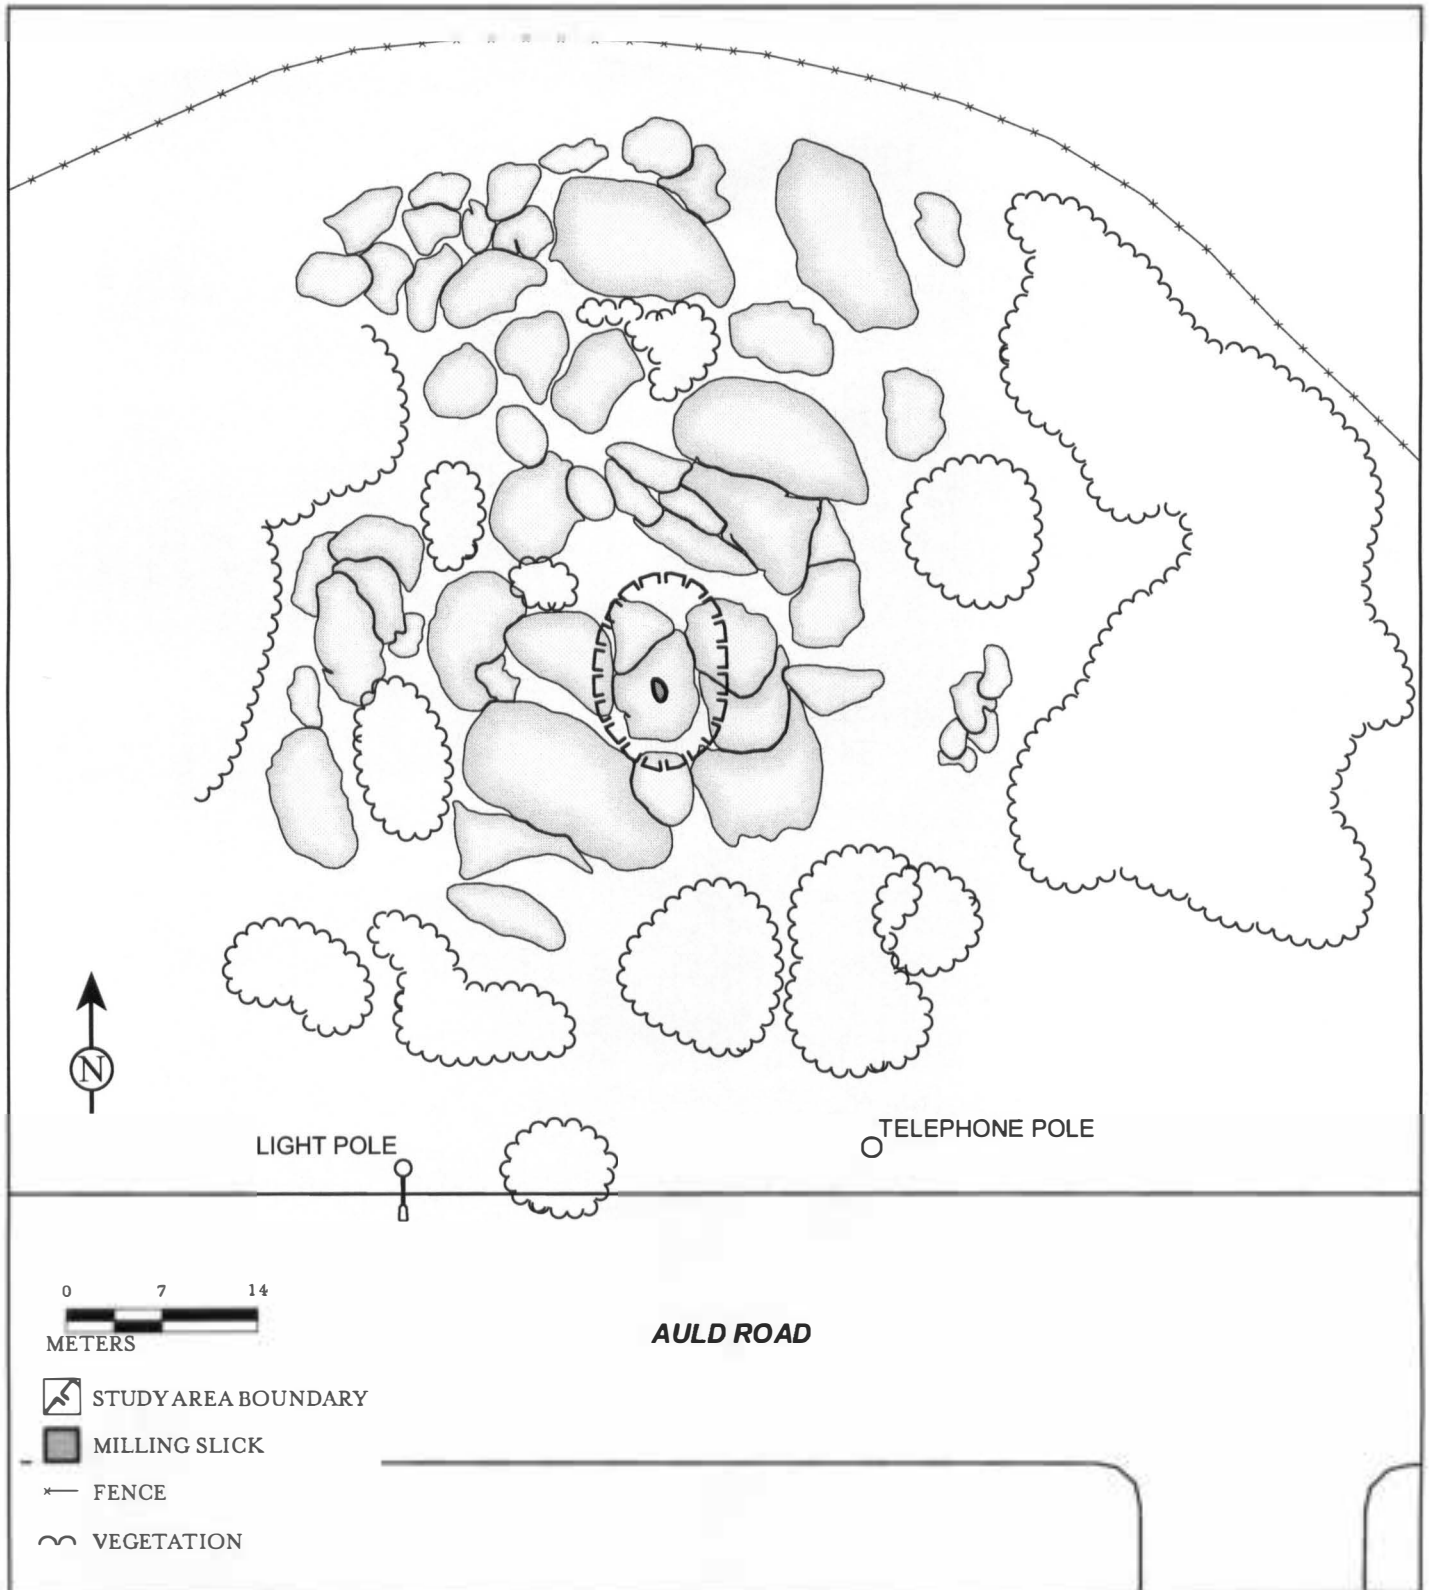 TELEPHONE POLE
LIGHT POLE
N
0 7 14
METERS
AULD ROAD
STUDY AREA BOUNDARY
MILLING SLICK
FENCE
VEGETATION